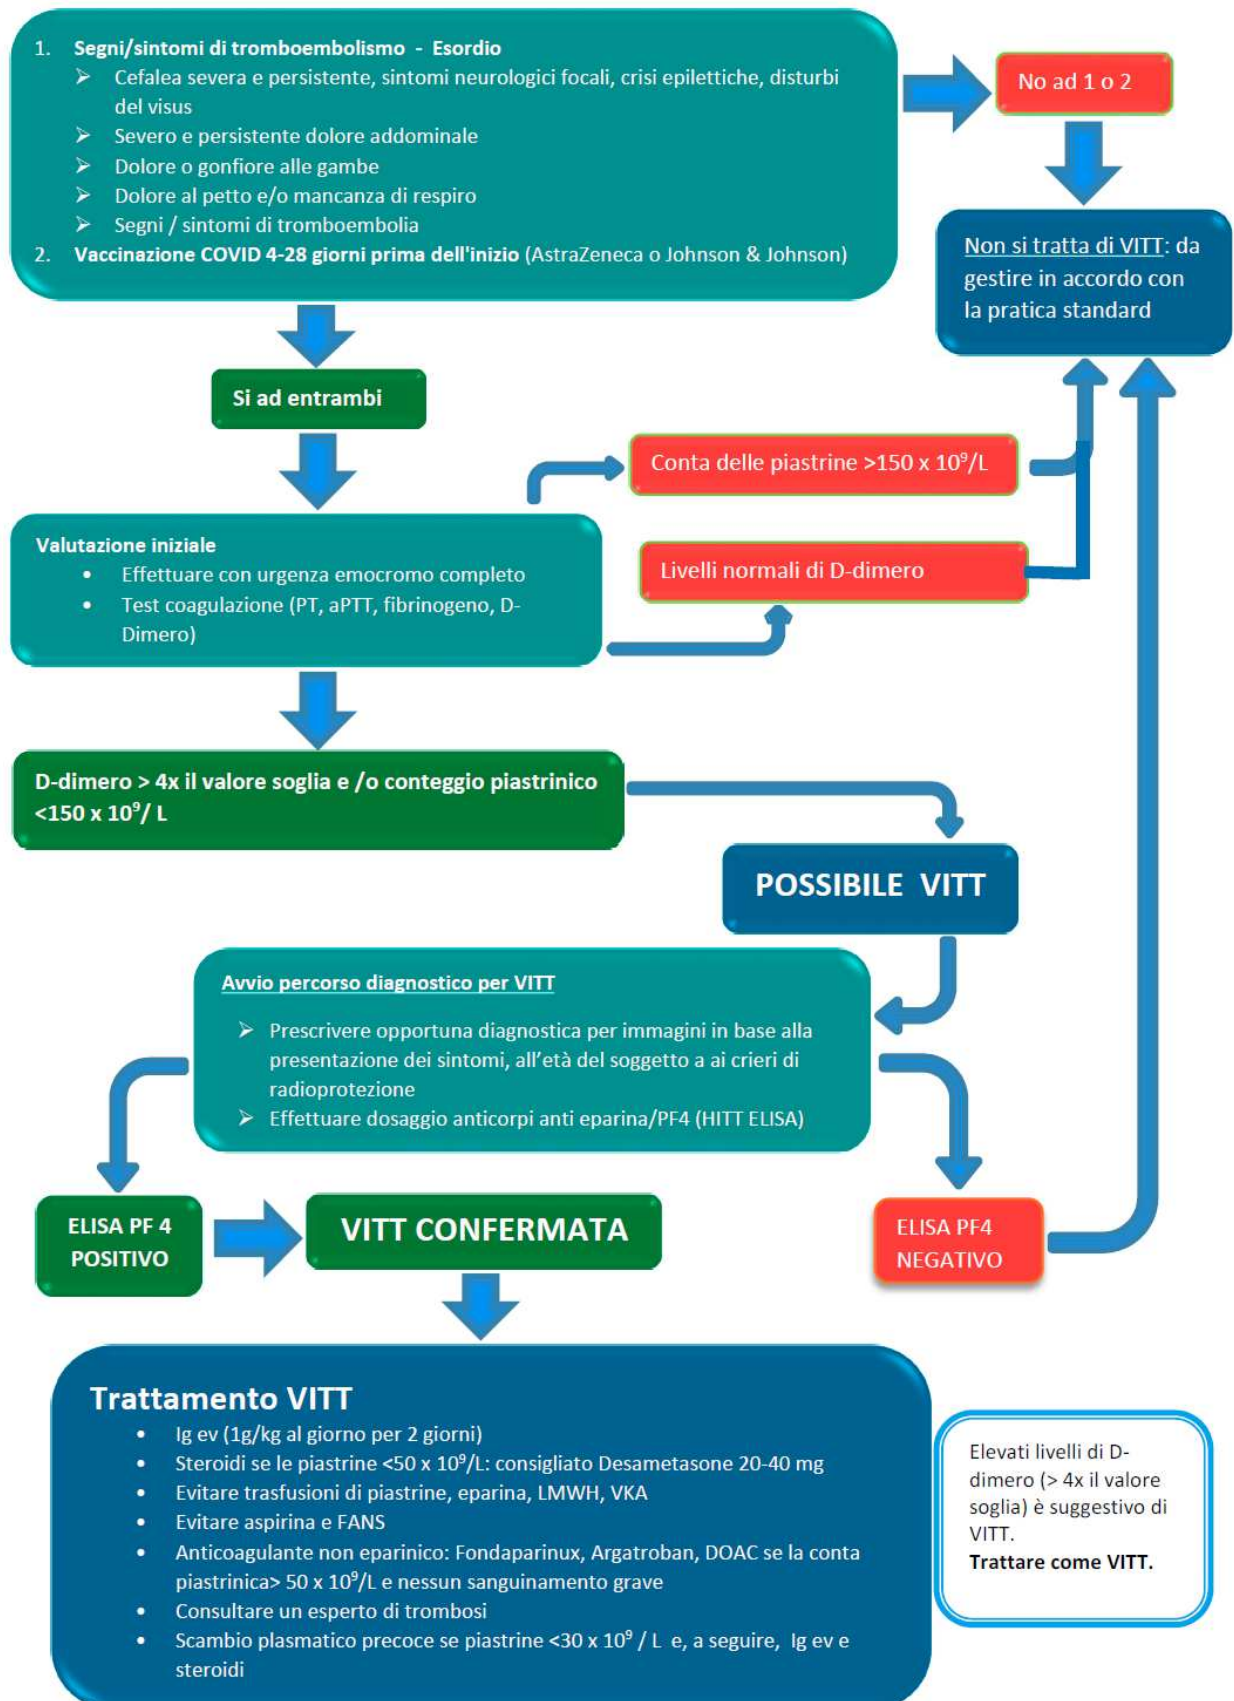 1. Segni/sintomi di tromboembolismo - Esordio
➢ Cefalea severa e persistente, sintomi neurologici focali, crisi epilettiche, disturbi
del visus
➢ Severo e persistente dolore addominale
➢ Dolore o gonfiore alle gambe
➢ Dolore al petto e/o mancanza di respiro
➢ Segni / sintomi di tromboembolia
2. Vaccinazione COVID 4-28 giorni prima dell'inizio (AstraZeneca o Johnson & Johnson)
No ad 1 o 2
Non si tratta di VITT: da
gestire in accordo con
la pratica standard
Si ad entrambi
Conta delle piastrine >150 x 10⁹/L
Valutazione iniziale
• Effettuare con urgenza emocromo completo
• Test coagulazione (PT, aPTT, fibrinogeno, D-
Dimero)
Livelli normali di D-dimero
D-dimero > 4x il valore soglia e /o conteggio piastrinico
<150 x 10⁹/ L
POSSIBILE VITT
Avvio percorso diagnostico per VITT
➢ Prescrivere opportuna diagnostica per immagini in base alla
presentazione dei sintomi, all'età del soggetto a ai crieri di
radioprotezione
➢ Effettuare dosaggio anticorpi anti eparina/PF4 (HITT ELISA)
ELISA PF 4
POSITIVO
VITT CONFERMATA
ELISA PF4
NEGATIVO
Trattamento VITT
• Ig ev (1g/kg al giorno per 2 giorni)
• Steroidi se le piastrine <50 x 10⁹/L: consigliato Desametasone 20-40 mg
• Evitare trasfusioni di piastrine, eparina, LMWH, VKA
• Evitare aspirina e FANS
• Anticoagulante non eparinico: Fondaparinux, Argatroban, DOAC se la conta
piastrinica> 50 x 10⁹/L e nessun sanguinamento grave
• Consultare un esperto di trombosi
• Scambio plasmatico precoce se piastrine <30 x 10⁹ / L e, a seguire, Ig ev e
steroidi
Elevati livelli di D-
dimero (> 4x il valore
soglia) è suggestivo di
VITT.
Trattare come VITT.